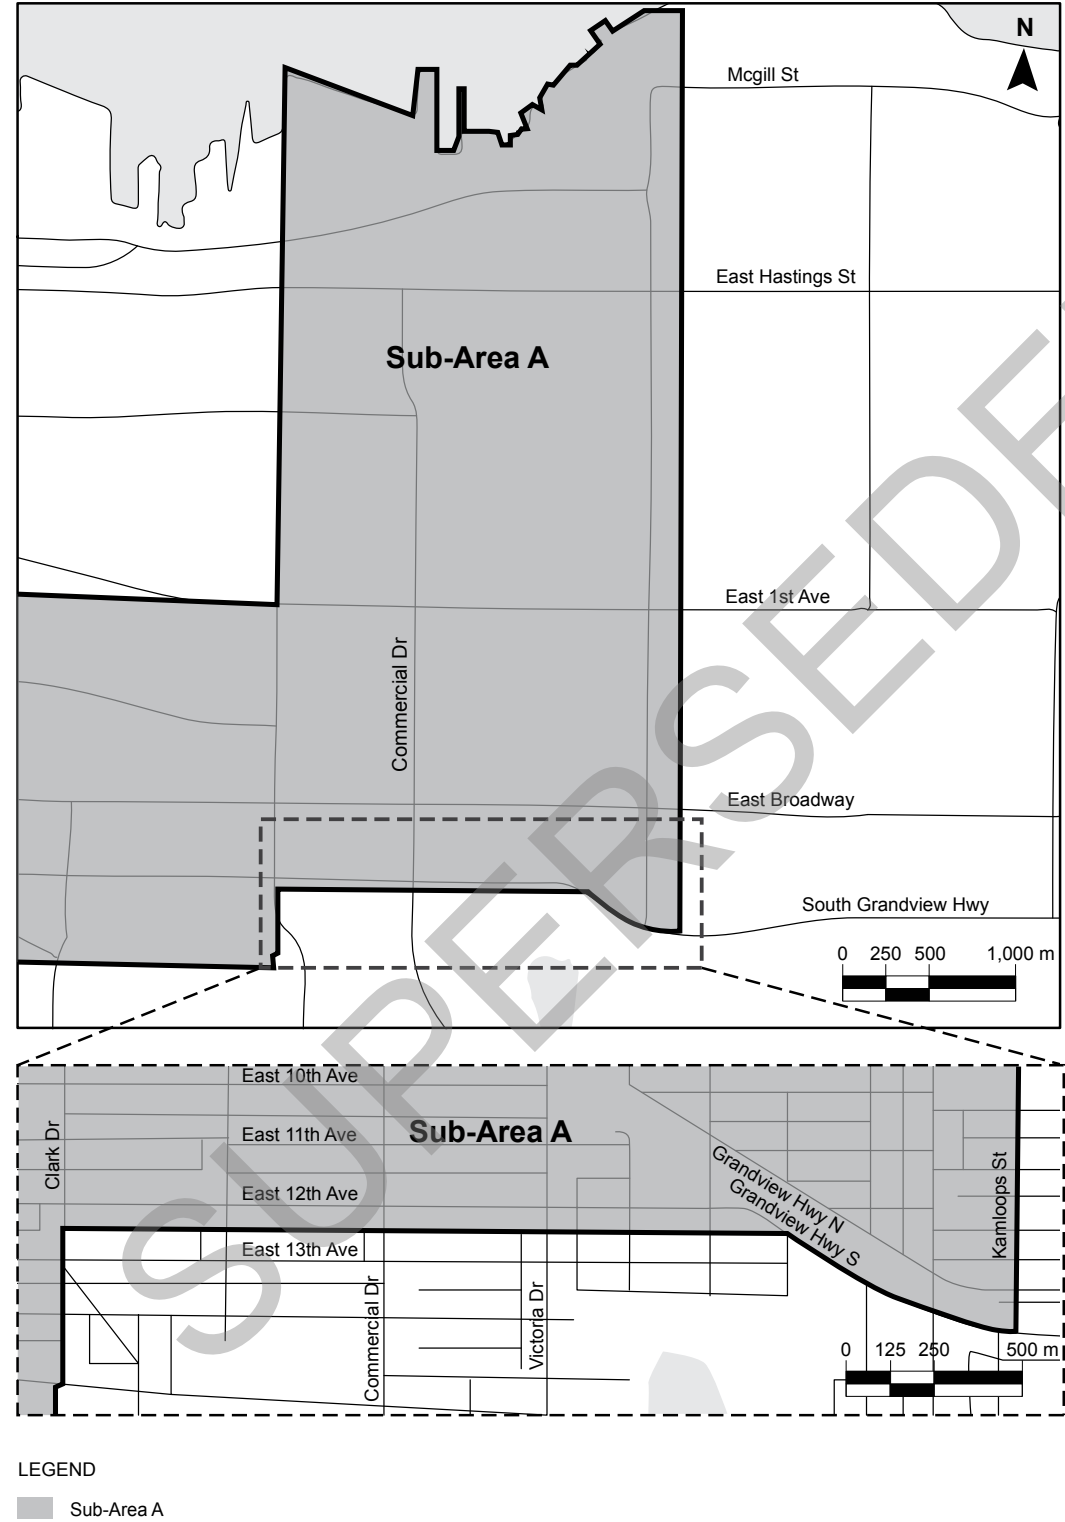 N
Mcgill St
East Hastings St
Sub-Area A
East 1st Ave
Commercial Dr
East Broadway
South Grandview Hwy
0 250 500 1,000 m
East 10th Ave
Clark Dr
East 11th Ave
Sub-Area A
East 12th Ave
Grandview Hwy N
Grandview Hwy S
Kamloops St
East 13th Ave
Commercial Dr
Victoria Dr
0 125 250 500 m
SUPERSEDE
LEGEND
Sub-Area A